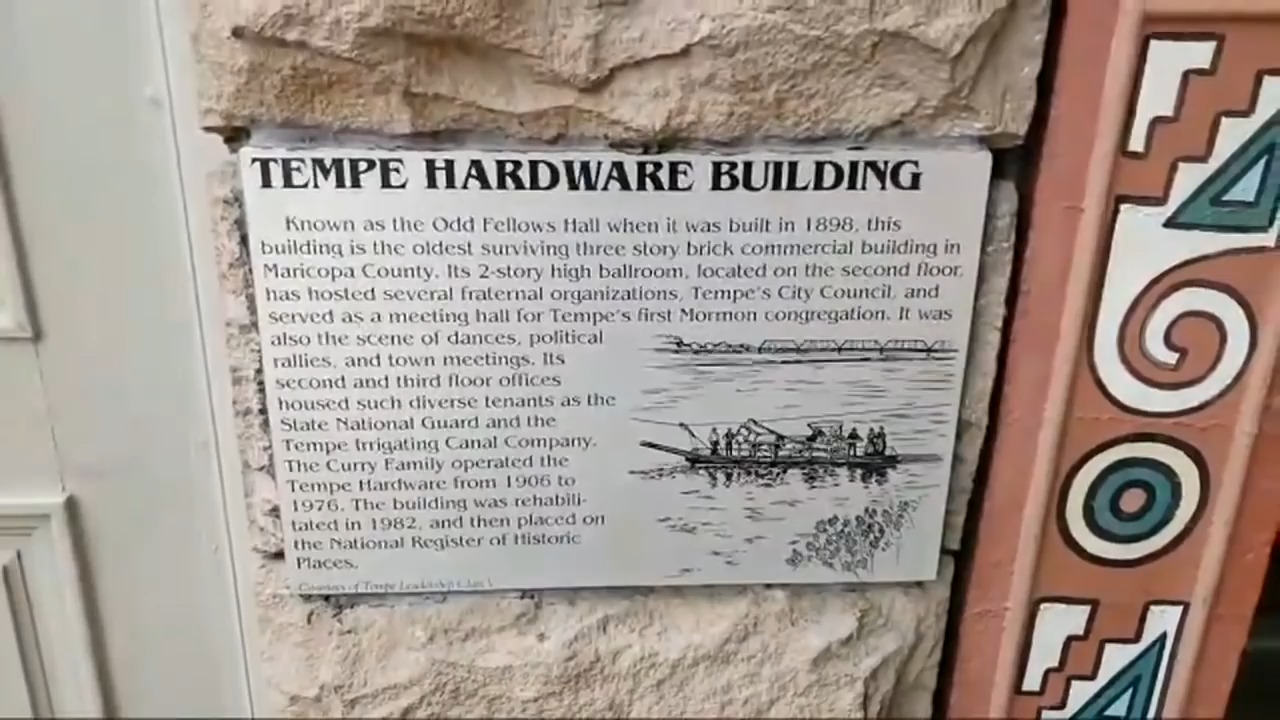 TEMPE HARDWARE BUILDING
Known as the Odd Fellows Hall when it was built in 1898, this
building is the oldest surviving three story brick commercial building in
Maricopa County. Its 2-story high ballroom, located on the second floor,
has hosted several fraternal organizations, Tempe's City Council, and
served as a meeting hall for Tempe's first Mormon congregation. It was
also the scene of dances, political
rallies, and town meetings. Its
second and third floor offices
housed such diverse tenants as the
State National Guard and the
Tempe Irrigating Canal Company.
The Curry Family operated the
Tempe Hardware from 1906 to
1976. The building was rehabili-
tated in 1982, and then placed on
the National Register of Historic
Places.
Courtesy of Tempe Leadership Class